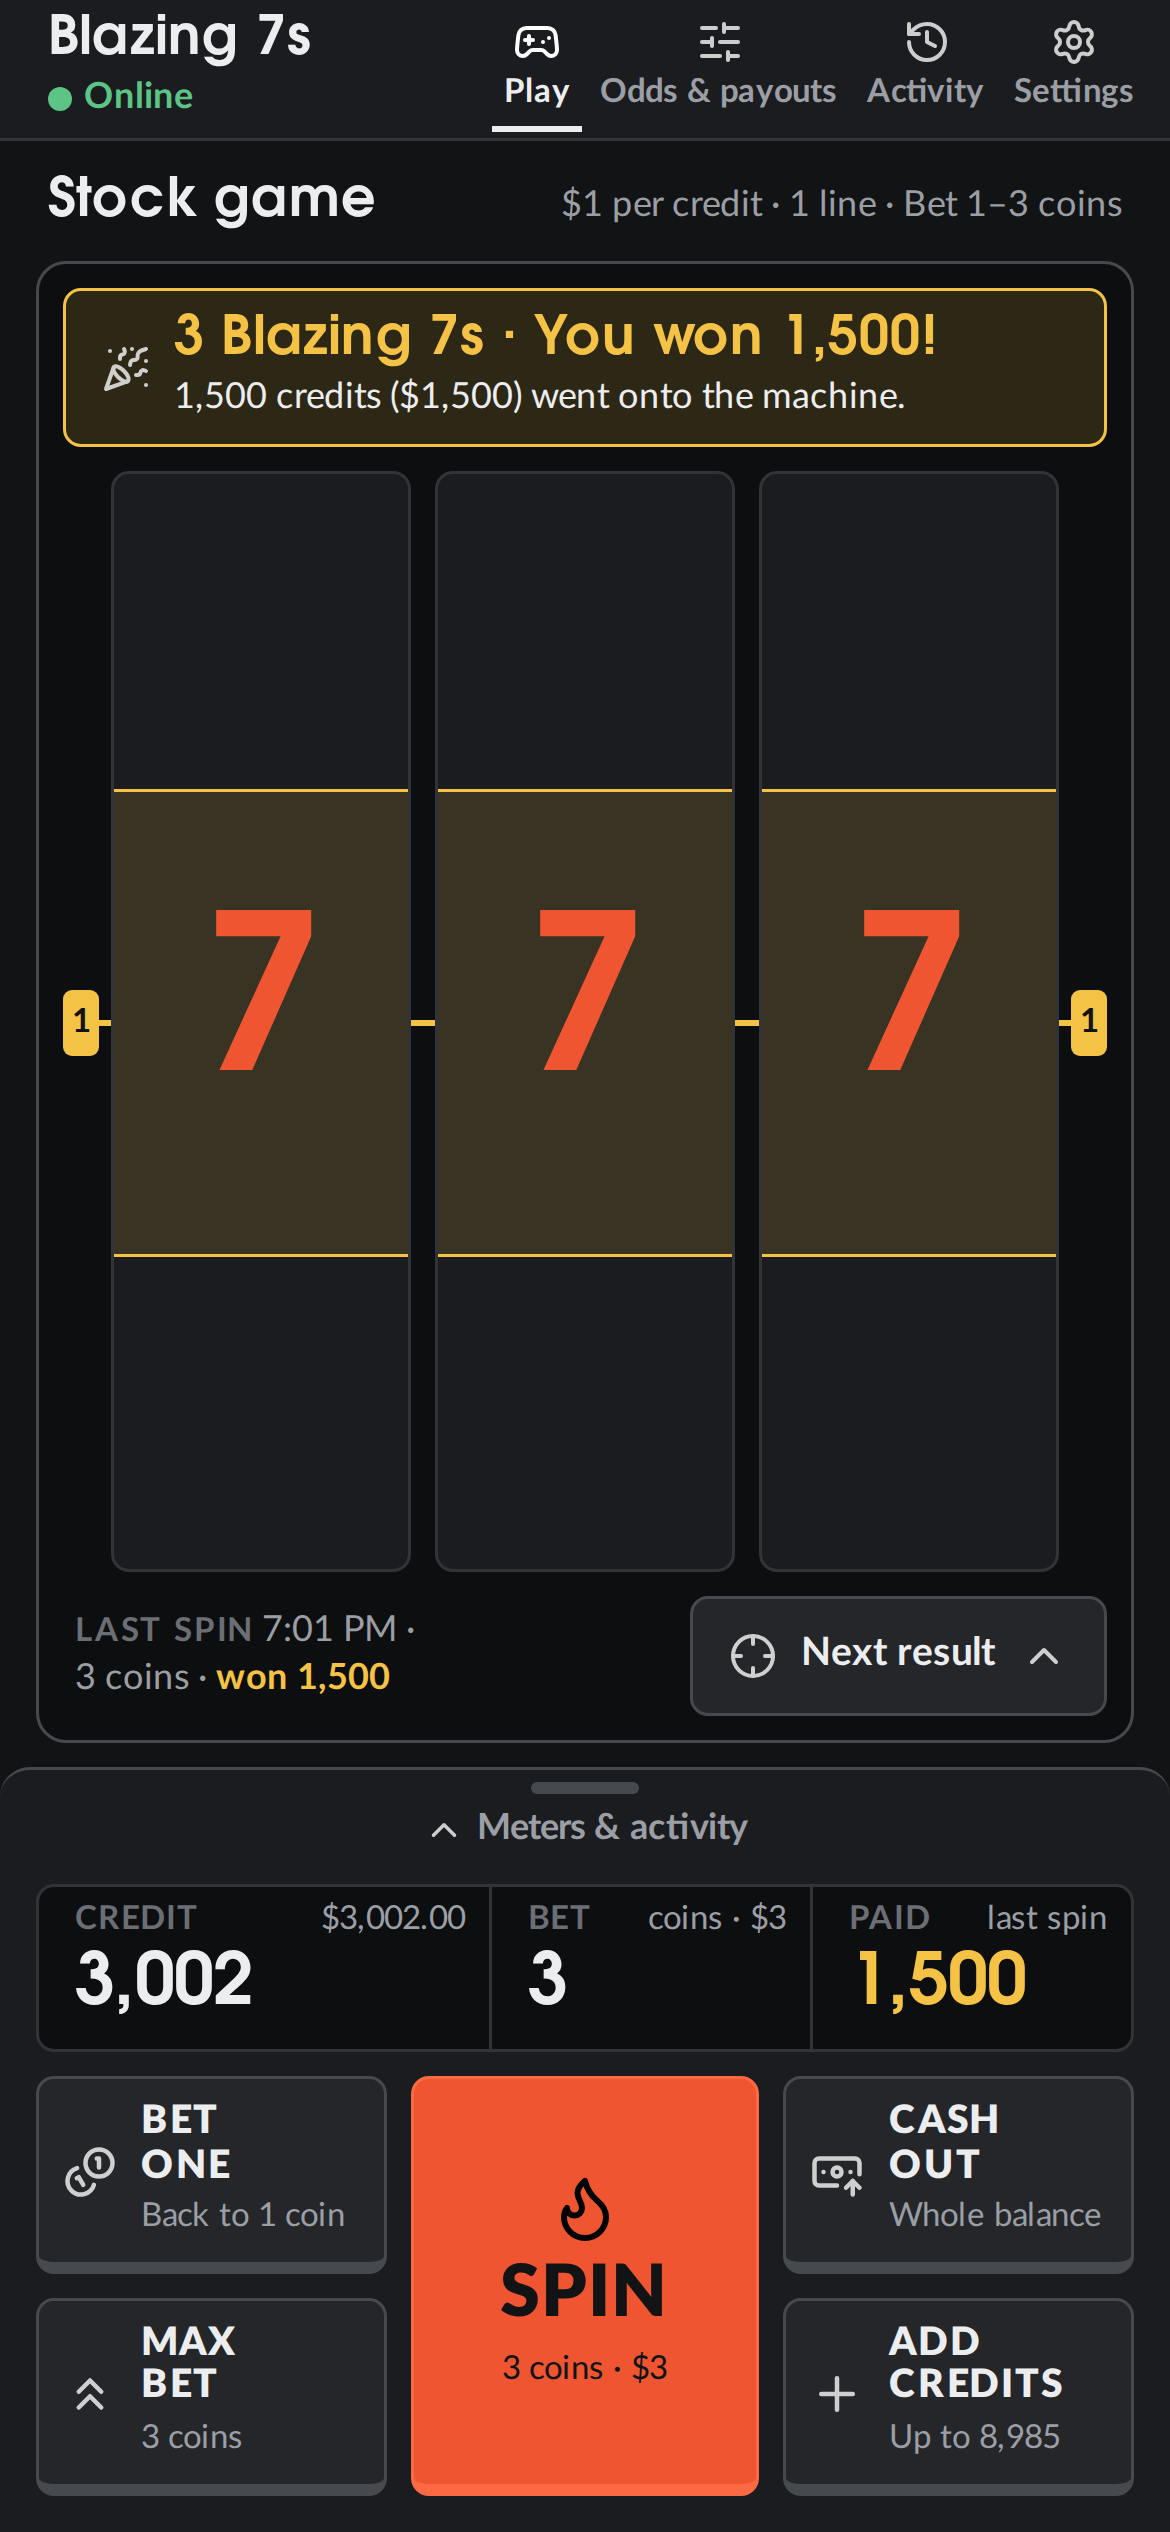 Blazing 7s
Online
Play
Odds & payouts
Activity
Settings
Stock game
$1 per credit · 1 line · Bet 1–3 coins
3 Blazing 7s · You won 1,500!
1,500 credits ($1,500) went onto the machine.
7 7 7
1 1
LAST SPIN 7:01 PM ·
3 coins · won 1,500
Next result
Meters & activity
CREDIT $3,002.00
3,002
BET coins · $3
3
PAID last spin
1,500
BET
ONE
Back to 1 coin
MAX
BET
3 coins
SPIN
3 coins · $3
CASH
OUT
Whole balance
ADD
CREDITS
Up to 8,985